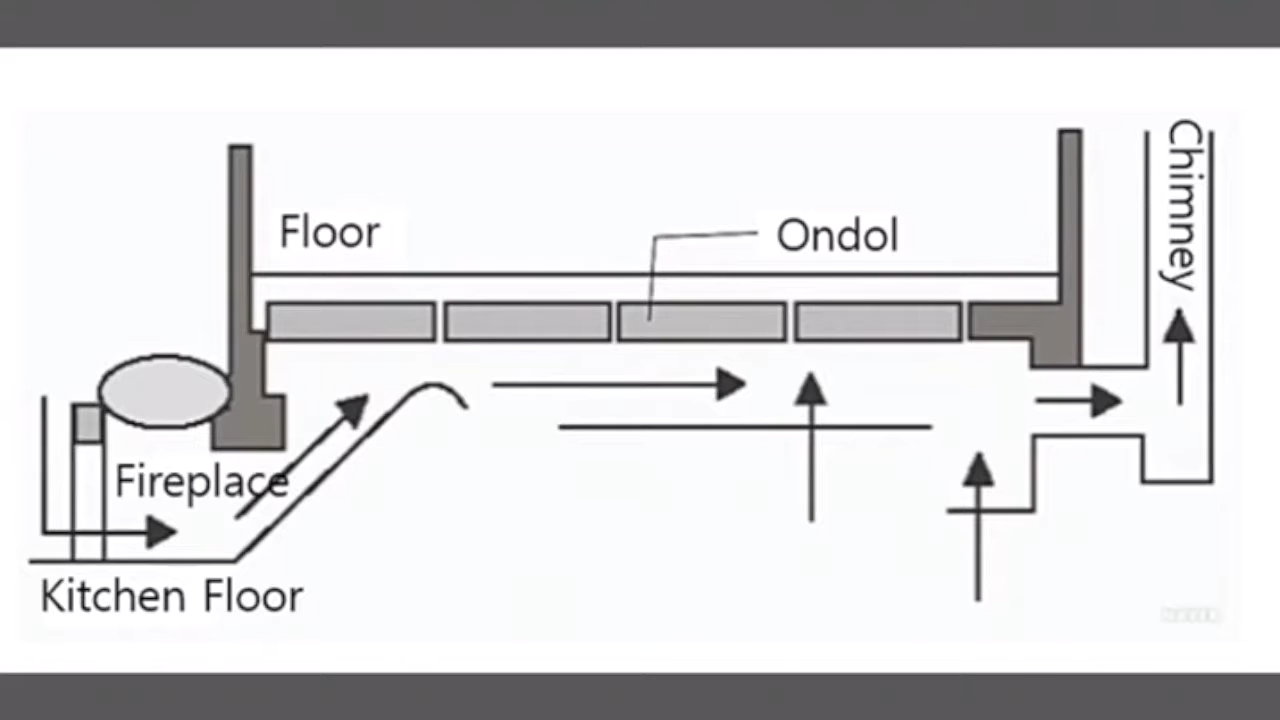 Chimney
Floor
Ondol
Fireplace
Kitchen Floor